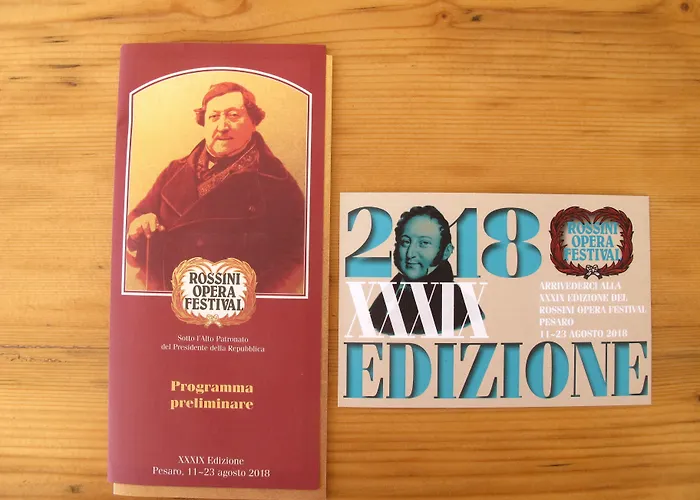 ROSSINI
OPERA
FESTIVAL
Sotto l'Alto Patronato
del Presidente della Repubblica
Programma
preliminare
XXXIX Edizione
Pesaro, 11-23 agosto 2018
2018
XXXIX
EDIZIONE
ROSSINI
OPERA
FESTIVAL
ARRIVEDERCI ALLA
XXXIX EDIZIONE DEL
ROSSINI OPERA FESTIVAL
PESARO
11-23 AGOSTO 2018